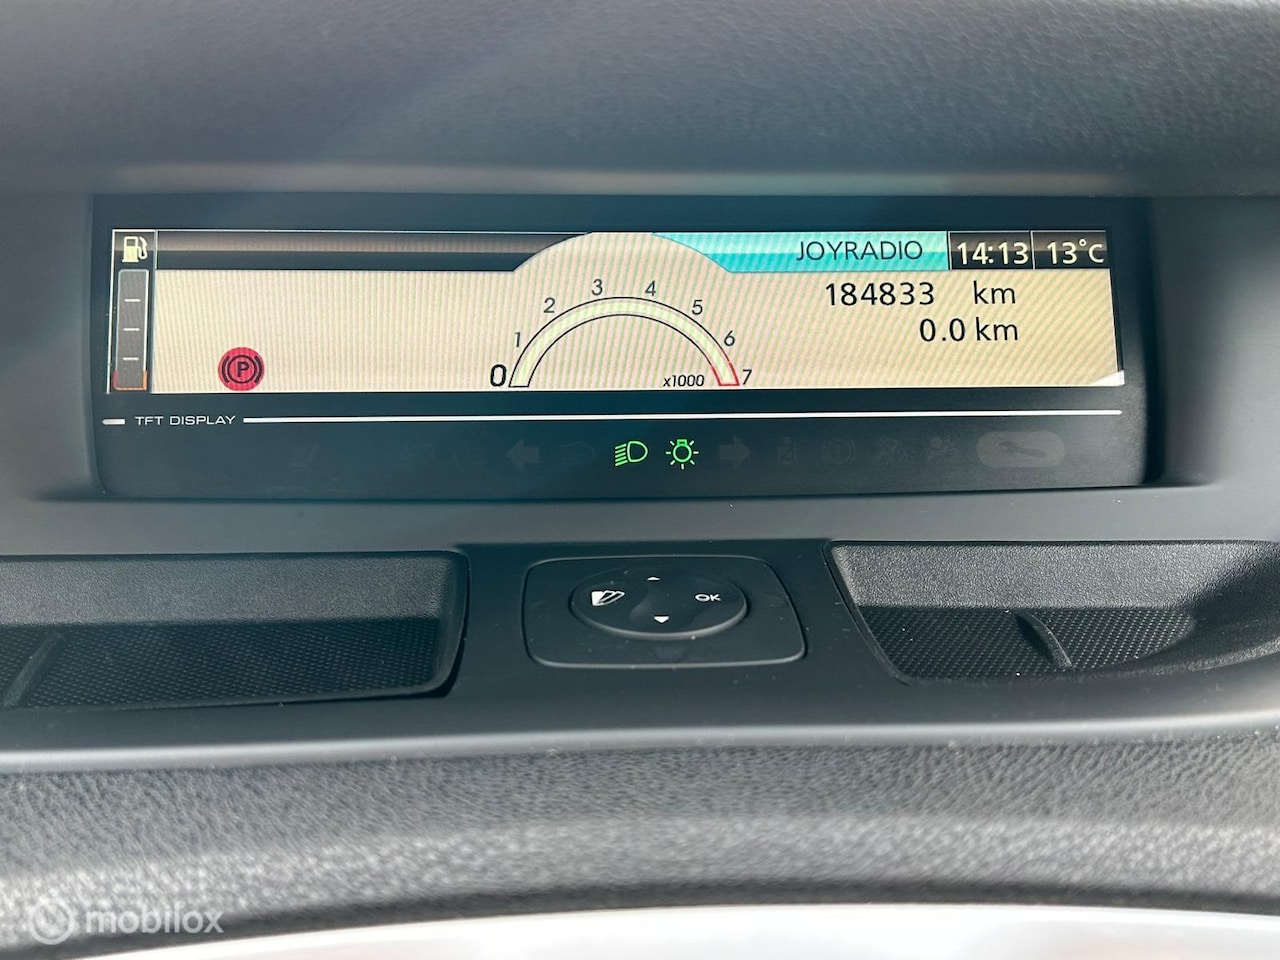 JOYRADIO 14:13 13°C
184833 km
0.0 km
0 1 2 3 4 5 6 7
x1000
P
TFT DISPLAY
OK
mobilox